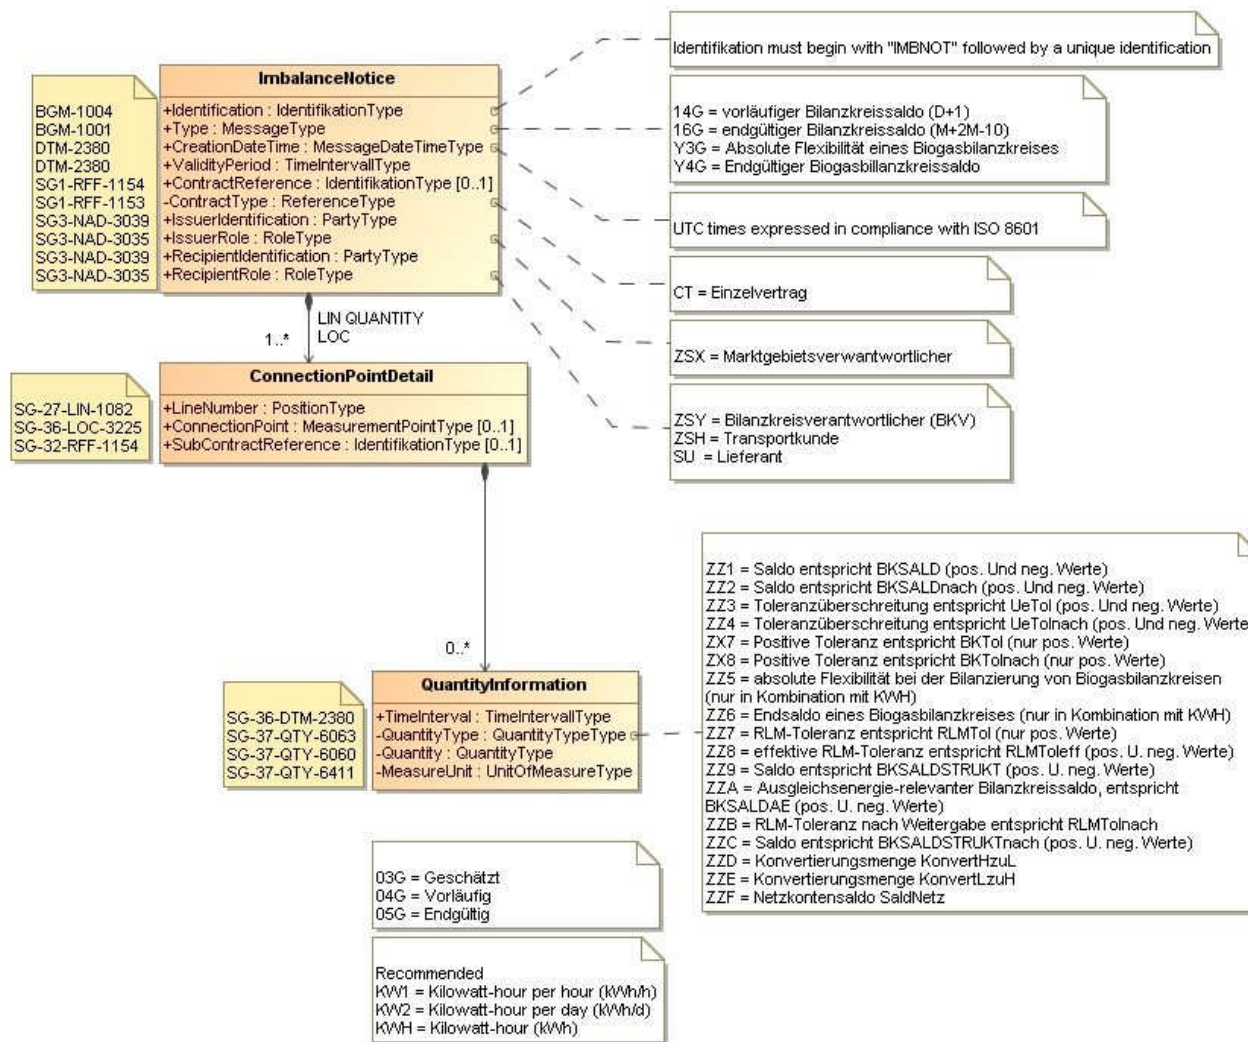 Identifikation must begin with "IMBNOT" followed by a unique identification
ImbalanceNotice
BGM-1004
BGM-1001
DTM-2380
DTM-2380
SG1-RFF-1154
SG1-RFF-1153
SG3-NAD-3039
SG3-NAD-3035
SG3-NAD-3039
SG3-NAD-3035
+Identification : IdentifikationType
+Type : MessageType
+CreationDateTime : MessageDateTimeType
+ValidityPeriod : TimeIntervallType
+ContractReference : IdentifikationType [0..1]
-ContractType : ReferenceType
+IssuerIdentification : PartyType
+IssuerRole : RoleType
+RecipientIdentification : PartyType
+RecipientRole : RoleType
14G = vorläufiger Bilanzkreissaldo (D+1)
16G = endgültiger Bilanzkreissaldo (M+2M-10)
Y3G = Absolute Flexibilität eines Biogasbilanzkreises
Y4G = Endgültiger Biogasbillanzkreissaldo
UTC times expressed in compliance with ISO 8601
CT = Einzelvertrag
ZSX = Marktgebietsverwantwortlicher
ZSY = Bilanzkreisverantwortlicher (BKV)
ZSH = Transportkunde
SU = Lieferant
LIN QUANTITY
LOC
1..*
ConnectionPointDetail
SG-27-LIN-1082
SG-36-LOC-3225
SG-32-RFF-1154
+LineNumber : PositionType
+ConnectionPoint : MeasurementPointType [0..1]
+SubContractReference : IdentifikationType [0..1]
0..*
QuantityInformation
SG-36-DTM-2380
SG-37-QTY-6063
SG-37-QTY-6060
SG-37-QTY-6411
+TimeInterval : TimeIntervallType
-QuantityType : QuantityTypeType
-Quantity : QuantityType
-MeasureUnit : UnitOfMeasureType
ZZ1 = Saldo entspricht BKSALD (pos. Und neg. Werte)
ZZ2 = Saldo entspricht BKSALDnach (pos. Und neg. Werte)
ZZ3 = Toleranzüberschreitung entspricht UeTol (pos. Und neg. Werte)
ZZ4 = Toleranzüberschreitung entspricht UeTolnach (pos. Und neg. Werte
ZX7 = Positive Toleranz entspricht BKTol (nur pos. Werte)
ZX8 = Positive Toleranz entspricht BKTolnach (nur pos. Werte)
ZZ5 = absolute Flexibilität bei der Bilanzierung von Biogasbilanzkreisen
(nur in Kombination mit KWH)
ZZ6 = Endsaldo eines Biogasbilanzkreises (nur in Kombination mit KWH)
ZZ7 = RLM-Toleranz entspricht RLMTol (nur pos. Werte)
ZZ8 = effektive RLM-Toleranz entspricht RLMToleff (pos. U. neg. Werte)
ZZ9 = Saldo entspricht BKSALDSTRUKT (pos. U. neg. Werte)
ZZA = Ausgleichsenergie-relevanter Bilanzkreissaldo, entspricht
BKSALDAE (pos. U. neg. Werte)
ZZB = RLM-Toleranz nach Weitergabe entspricht RLMTolnach
ZZC = Saldo entspricht BKSALDSTRUKTnach (pos. U. neg. Werte)
ZZD = Konvertierungsmenge KonvertHzuL
ZZE = Konvertierungsmenge KonvertLzuH
ZZF = Netzkontensaldo SaldNetz
03G = Geschätzt
04G = Vorläufig
05G = Endgültig
Recommended
KW1 = Kilowatt-hour per hour (kWh/h)
KW2 = Kilowatt-hour per day (kWh/d)
KWH = Kilowatt-hour (kWh)